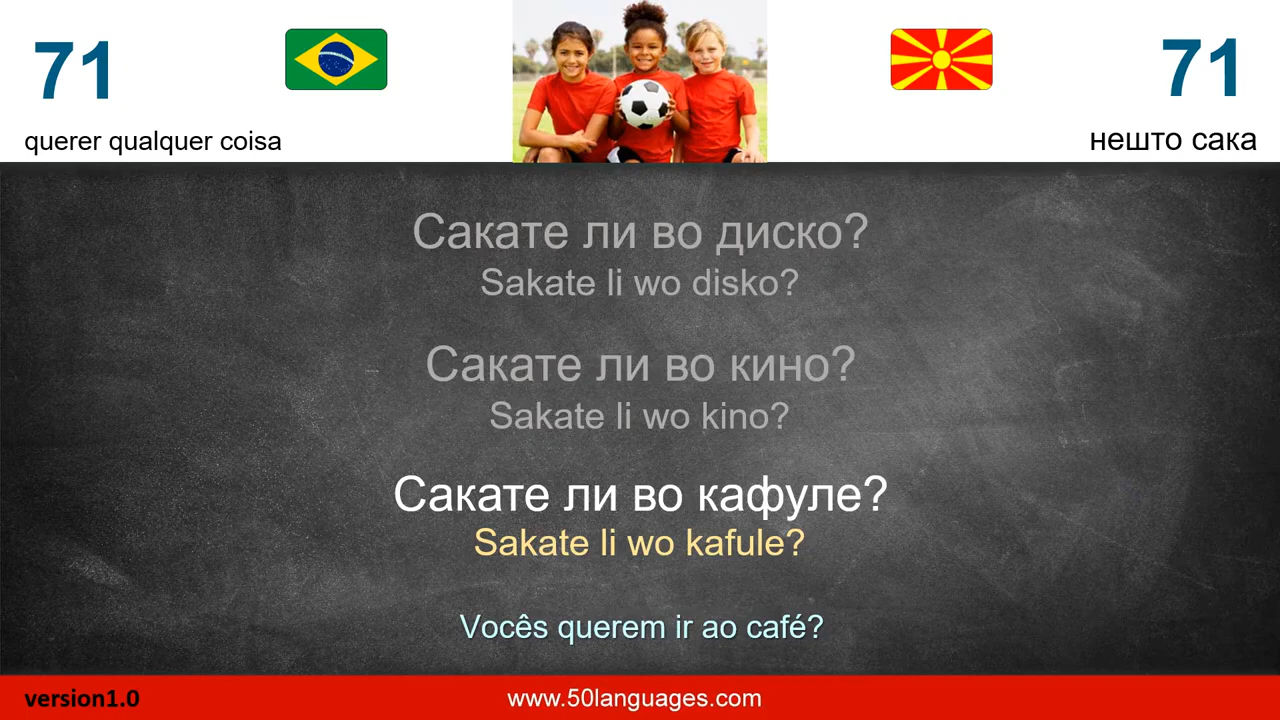 71
71
querer qualquer coisa
нешто сака
Сакате ли во диско?
Sakate li wo disko?
Сакате ли во кино?
Sakate li wo kino?
Сакате ли во кафуле?
Sakate li wo kafule?
Vocês querem ir ao café?
version1.0
www.50languages.com